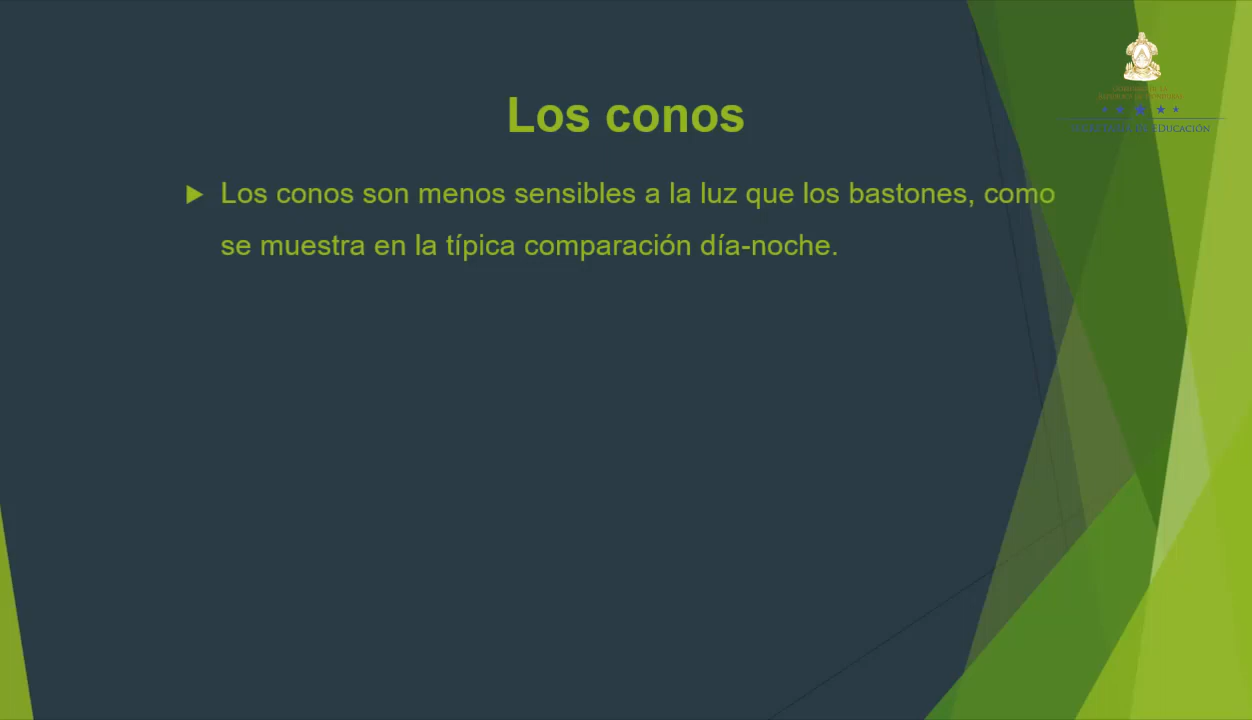 Los conos
Los conos son menos sensibles a la luz que los bastones, como
se muestra en la típica comparación día-noche.
EDUCACIÓN